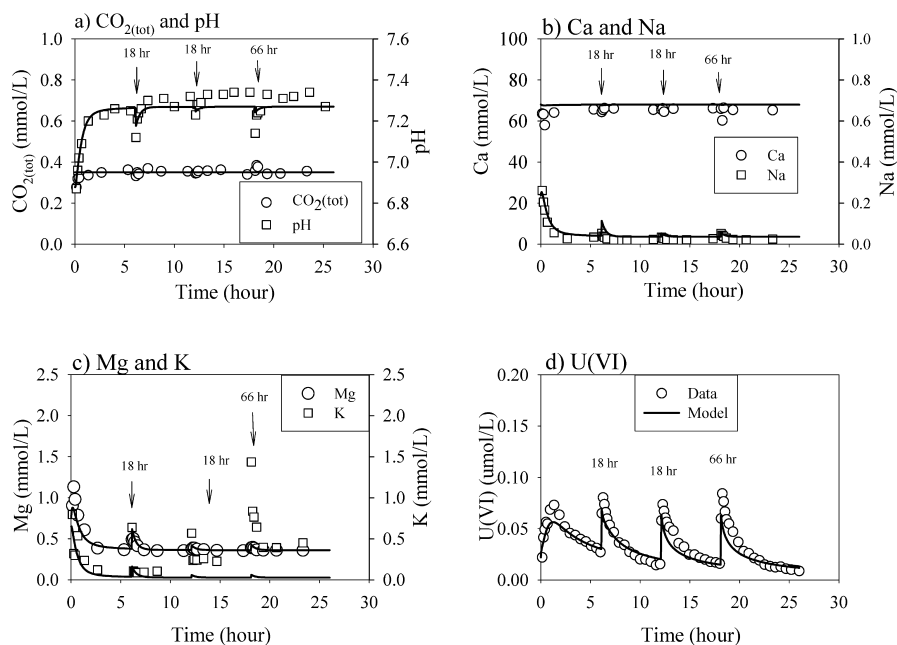 a) CO2(tot) and pH
18 hr 18 hr 66 hr
CO2(tot) (mmol/L)
1.0
0.8
0.6
0.4
0.2
0.0
7.6
7.4
7.2
7.0
6.8
6.6
pH
CO2(tot)
pH
0 5 10 15 20 25 30
Time (hour)
b) Ca and Na
18 hr 18 hr 66 hr
Ca (mmol/L)
100
80
60
40
20
0
1.0
0.8
0.6
0.4
0.2
0.0
Na (mmol/L)
Ca
Na
0 5 10 15 20 25 30
Time (hour)
c) Mg and K
Mg
K
66 hr
18 hr 18 hr
Mg (mmol/L)
2.5
2.0
1.5
1.0
0.5
0.0
2.5
2.0
1.5
1.0
0.5
0.0
K (mmol/L)
0 5 10 15 20 25 30
Time (hour)
d) U(VI)
Data
Model
18 hr 18 hr 66 hr
U(VI) (umol/L)
0.20
0.15
0.10
0.05
0.00
0 5 10 15 20 25 30
Time (hour)